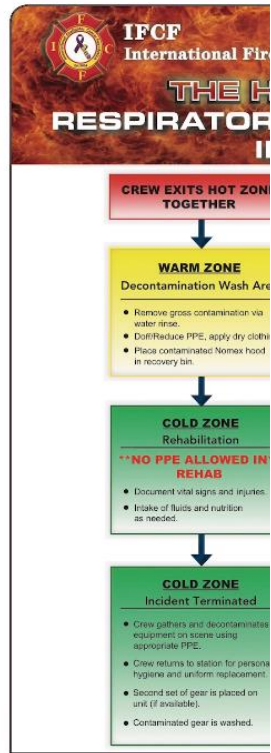 IFCF
International Fire
THE H
RESPIRATOR
I
CREW EXITS HOT ZONE
TOGETHER
WARM ZONE
Decontamination Wash Area
• Remove gross contamination via
water rinse.
• Doff/Reduce PPE, apply dry clothing
• Place contaminated Nomex hood
in recovery bin.
COLD ZONE
Rehabilitation
**NO PPE ALLOWED IN
REHAB
• Document vital signs and injuries.
• Intake of fluids and nutrition
as needed.
COLD ZONE
Incident Terminated
• Crew gathers and decontaminates
equipment on scene using
appropriate PPE.
• Crew returns to station for personal
hygiene and uniform replacement.
• Second set of gear is placed on
unit (if available).
• Contaminated gear is washed.